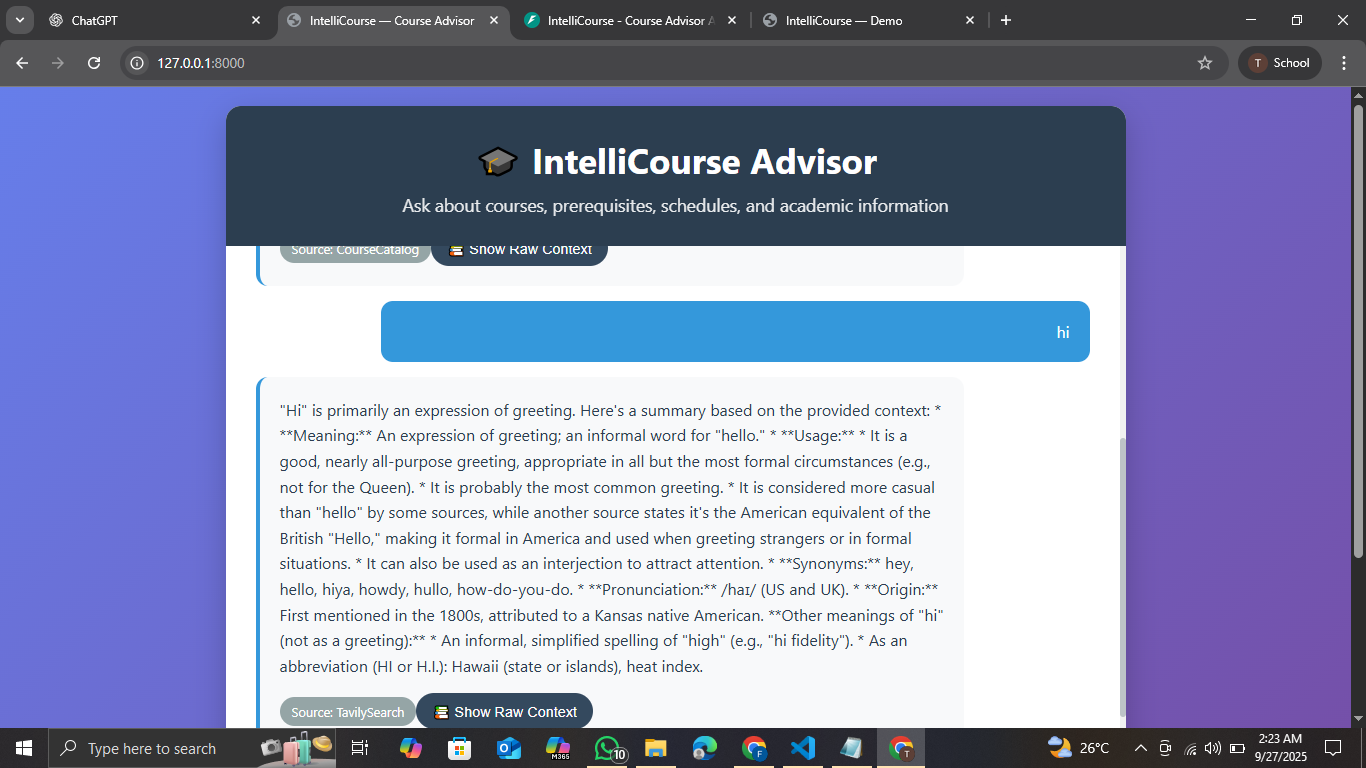 ChatGPT
IntelliCourse — Course Advisor
IntelliCourse - Course Advisor A
IntelliCourse — Demo
127.0.0.1:8000
T
School
🎓 IntelliCourse Advisor
Ask about courses, prerequisites, schedules, and academic information
Source: CourseCatalog
📚 Show Raw Context
hi
"Hi" is primarily an expression of greeting. Here's a summary based on the provided context: *
**Meaning:** An expression of greeting; an informal word for "hello." * **Usage:** * It is a
good, nearly all-purpose greeting, appropriate in all but the most formal circumstances (e.g.,
not for the Queen). * It is probably the most common greeting. * It is considered more casual
than "hello" by some sources, while another source states it's the American equivalent of the
British "Hello," making it formal in America and used when greeting strangers or in formal
situations. * It can also be used as an interjection to attract attention. * **Synonyms:** hey,
hello, hiya, howdy, hullo, how-do-you-do. * **Pronunciation:** /haɪ/ (US and UK). * **Origin:**
First mentioned in the 1800s, attributed to a Kansas native American. **Other meanings of "hi"
(not as a greeting):** * An informal, simplified spelling of "high" (e.g., "hi fidelity"). * As an
abbreviation (HI or H.I.): Hawaii (state or islands), heat index.
Source: TavilySearch
📚 Show Raw Context
Type here to search
M365
10
F
T
26°C
2:23 AM
9/27/2025